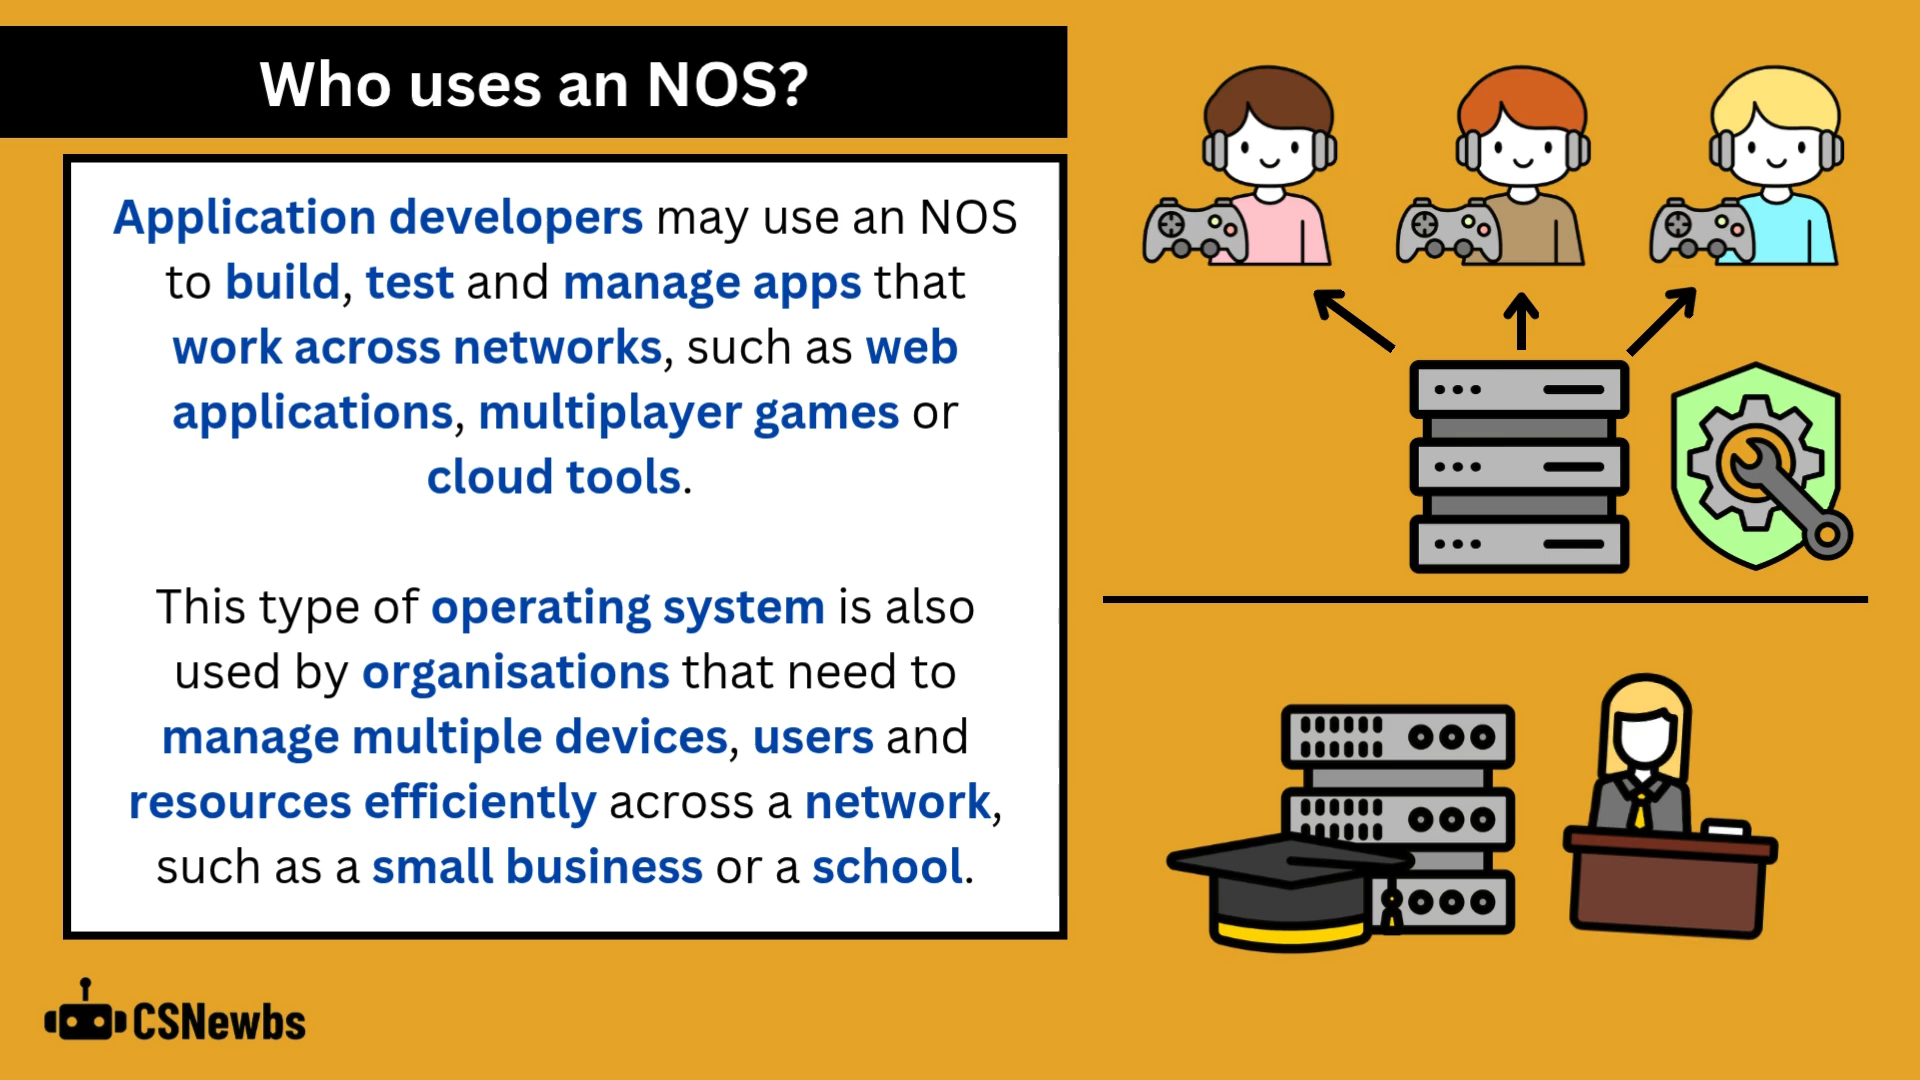 Who uses an NOS?
Application developers may use an NOS
to build, test and manage apps that
work across networks, such as web
applications, multiplayer games or
cloud tools.
This type of operating system is also
used by organisations that need to
manage multiple devices, users and
resources efficiently across a network,
such as a small business or a school.
CSNewbs